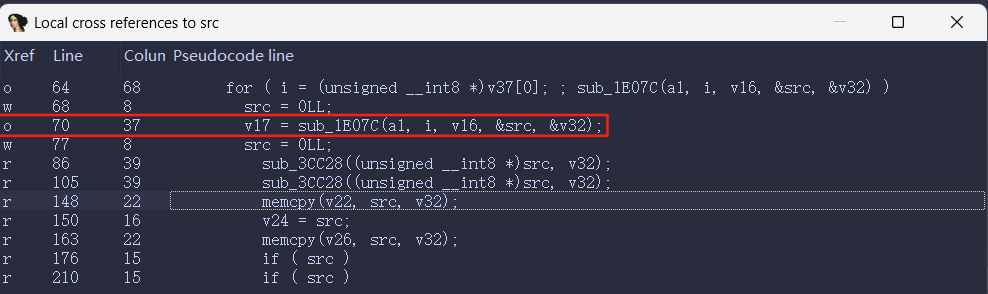 Local cross references to src
Xref Line Colun Pseudocode line
o 64 68 for ( i = (unsigned __int8 *)v37[0]; ; sub_1E07C(a1, i, v16, &src, &v32) )
w 68 8 src = 0LL;
o 70 37 v17 = sub_1E07C(a1, i, v16, &src, &v32);
w 77 8 src = 0LL;
r 86 39 sub_3CC28((unsigned __int8 *)src, v32);
r 105 39 sub_3CC28((unsigned __int8 *)src, v32);
r 148 22 memcpy(v22, src, v32);
r 150 16 v24 = src;
r 163 22 memcpy(v26, src, v32);
r 176 15 if ( src )
r 210 15 if ( src )